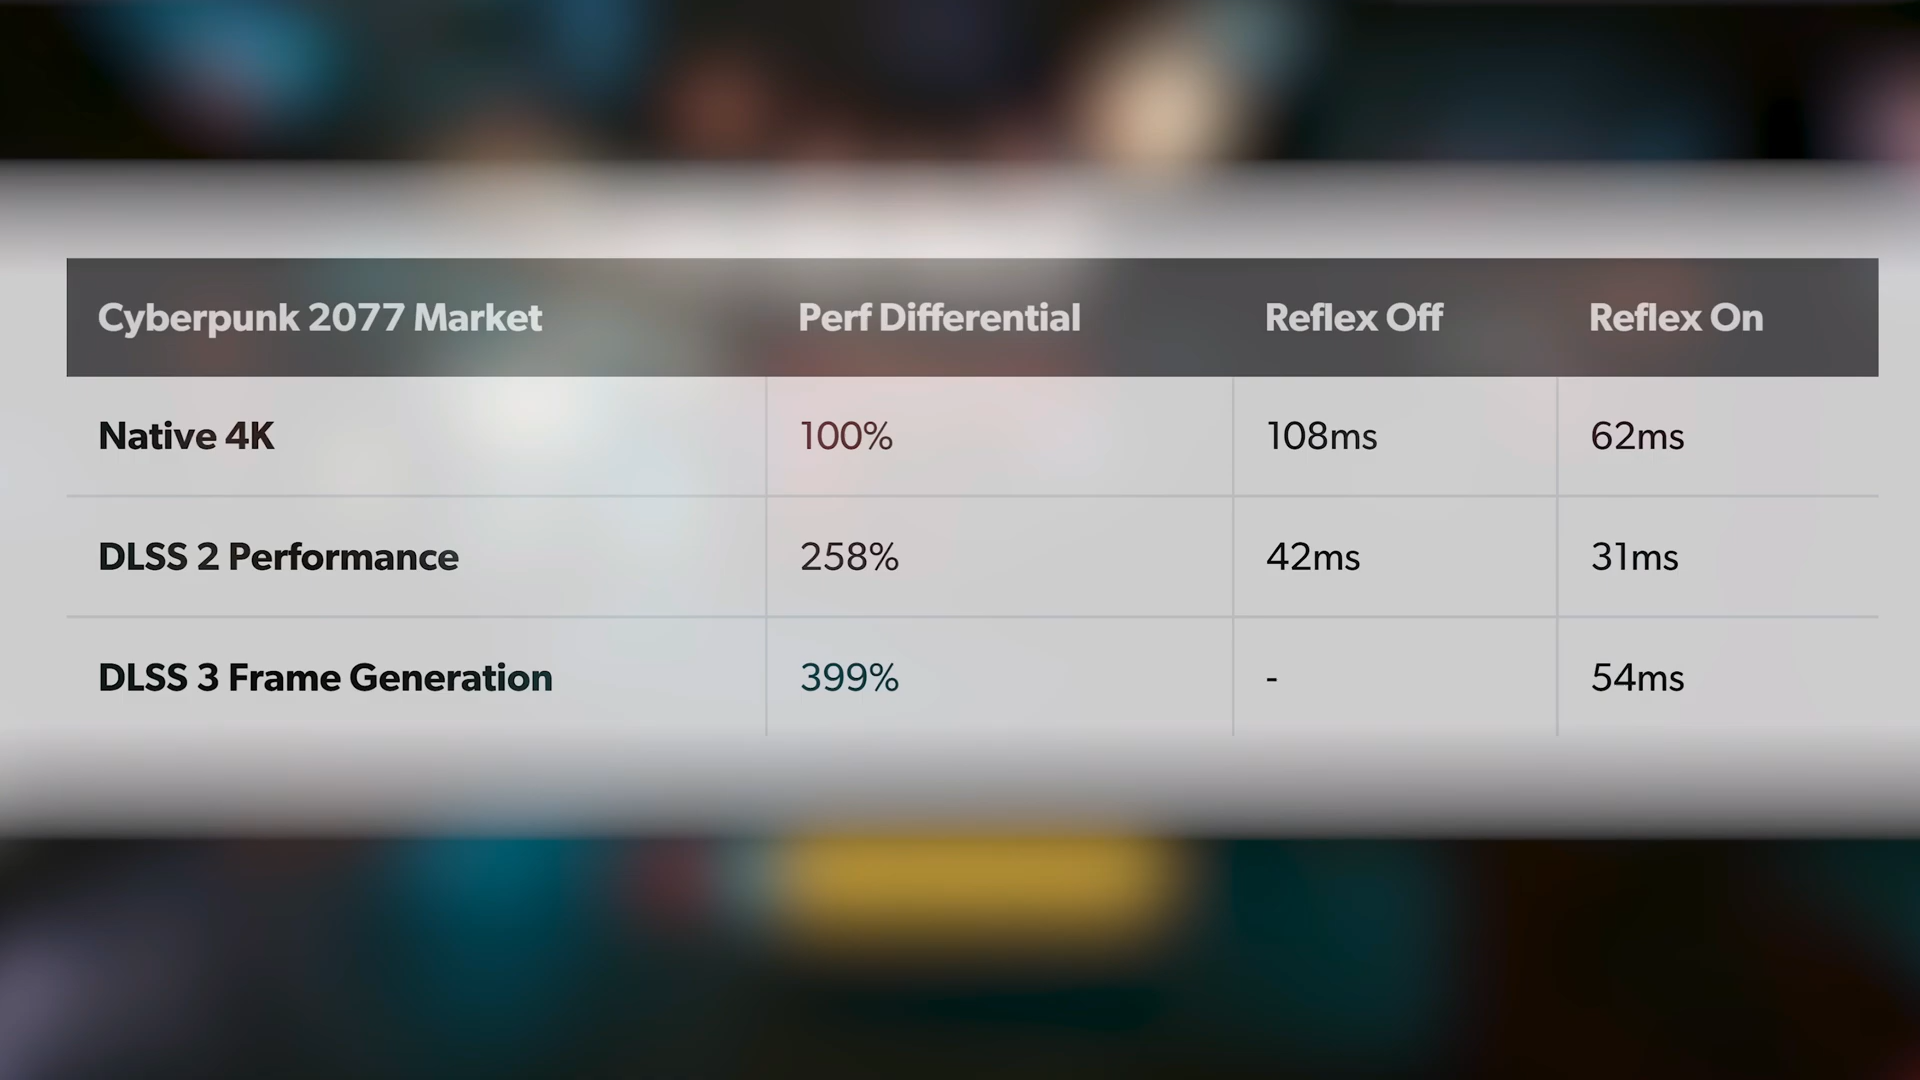 Cyberpunk 2077 Market Perf Differential Reflex Off Reflex On
Native 4K 100% 108ms 62ms
DLSS 2 Performance 258% 42ms 31ms
DLSS 3 Frame Generation 399% - 54ms